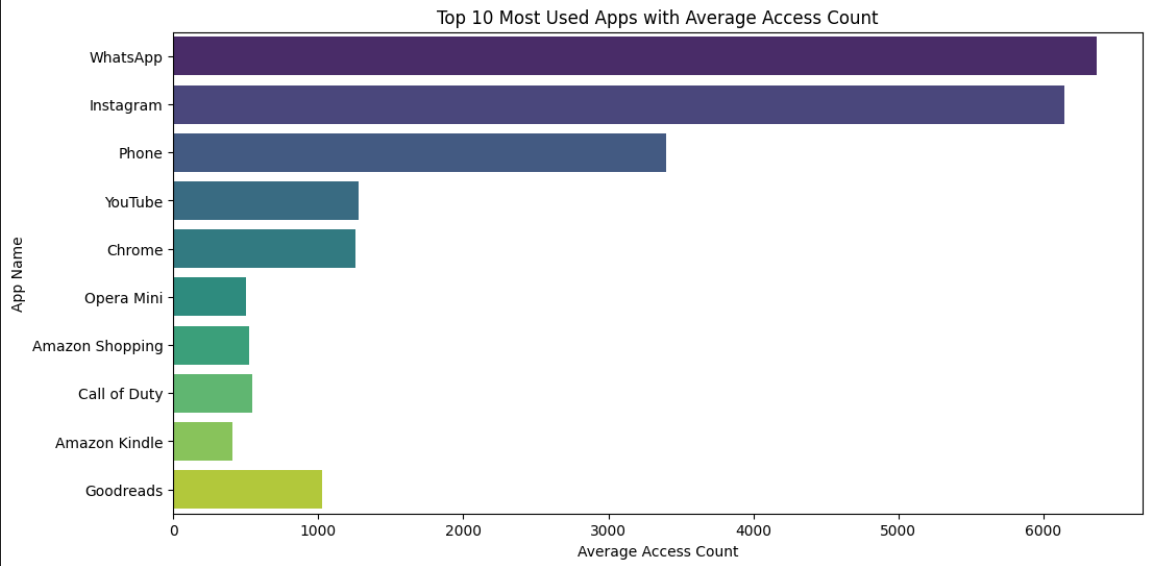 Top 10 Most Used Apps with Average Access Count
App Name
WhatsApp
Instagram
Phone
YouTube
Chrome
Opera Mini
Amazon Shopping
Call of Duty
Amazon Kindle
Goodreads
0 1000 2000 3000 4000 5000 6000
Average Access Count